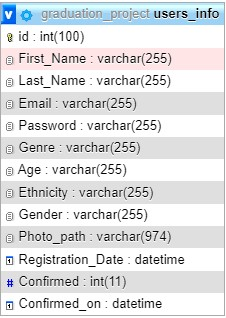 v graduation_project users_info
id : int(100)
First_Name : varchar(255)
Last_Name : varchar(255)
Email : varchar(255)
Password : varchar(255)
Genre : varchar(255)
Age : varchar(255)
Ethnicity : varchar(255)
Gender : varchar(255)
Photo_path : varchar(974)
Registration_Date : datetime
# Confirmed : int(11)
Confirmed_on : datetime